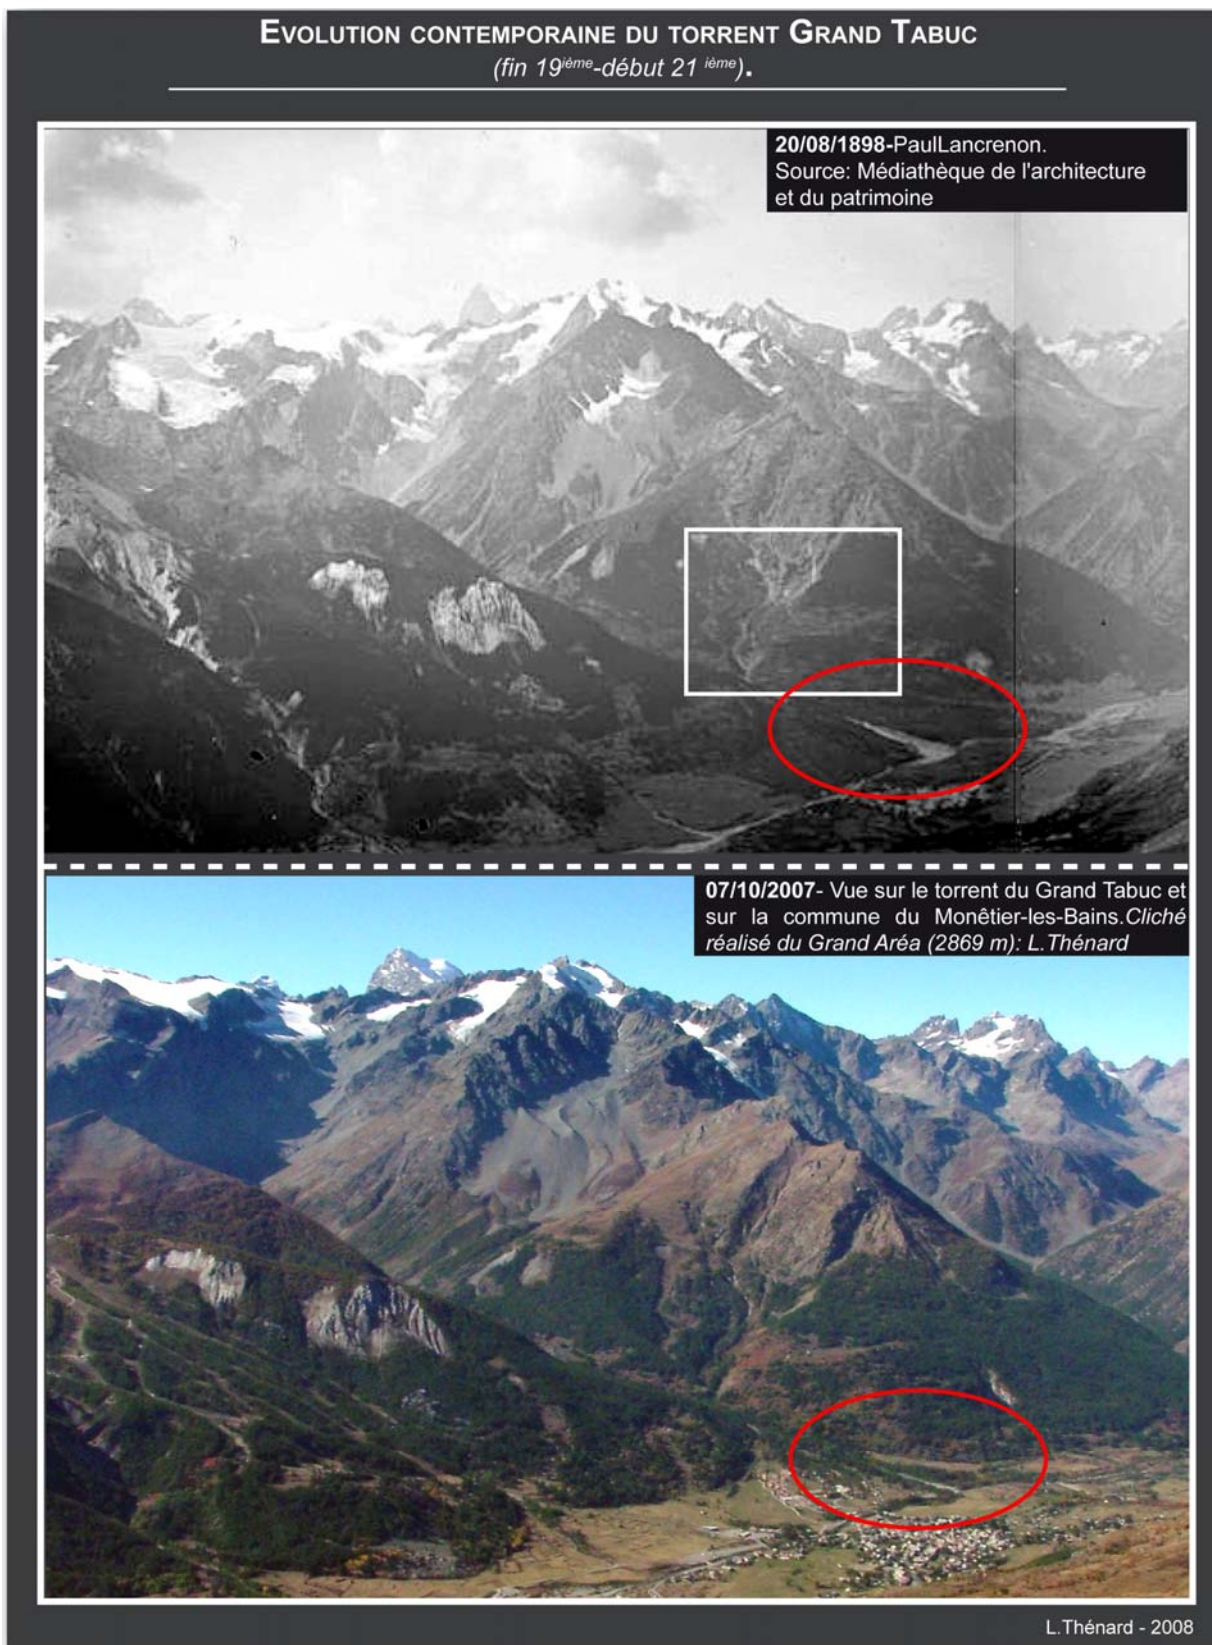 EVOLUTION CONTEMPORAINE DU TORRENT GRAND TABUC
(fin 19ième-début 21 ième).
20/08/1898-PaulLancrenon.
Source: Médiathèque de l'architecture
et du patrimoine
07/10/2007- Vue sur le torrent du Grand Tabuc et
sur la commune du Monêtier-les-Bains.Cliché
réalisé du Grand Aréa (2869 m): L.Thénard
L.Thénard - 2008